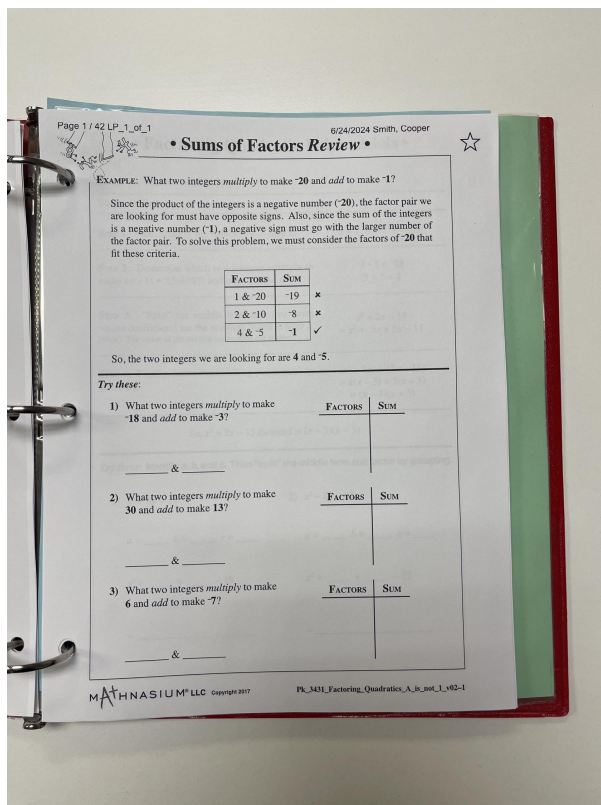 Page 1 / 42 LP_1_of_1
6/24/2024 Smith, Cooper
• Sums of Factors Review •
EXAMPLE: What two integers multiply to make ⁻20 and add to make ⁻1?
Since the product of the integers is a negative number (⁻20), the factor pair we
are looking for must have opposite signs. Also, since the sum of the integers
is a negative number (⁻1), a negative sign must go with the larger number of
the factor pair. To solve this problem, we must consider the factors of ⁻20 that
fit these criteria.
FACTORS SUM
1 & ⁻20 ⁻19 ×
2 & ⁻10 ⁻8 ×
4 & ⁻5 ⁻1 ✓
So, the two integers we are looking for are 4 and ⁻5.
Try these:
1) What two integers multiply to make
⁻18 and add to make ⁻3?
FACTORS SUM
______ & ______
2) What two integers multiply to make
30 and add to make 13?
FACTORS SUM
______ & ______
3) What two integers multiply to make
6 and add to make ⁻7?
FACTORS SUM
______ & ______
MATHNASIUM® LLC Copyright 2017
Pk_3431_Factoring_Quadratics_A_is_not_1_v02–1